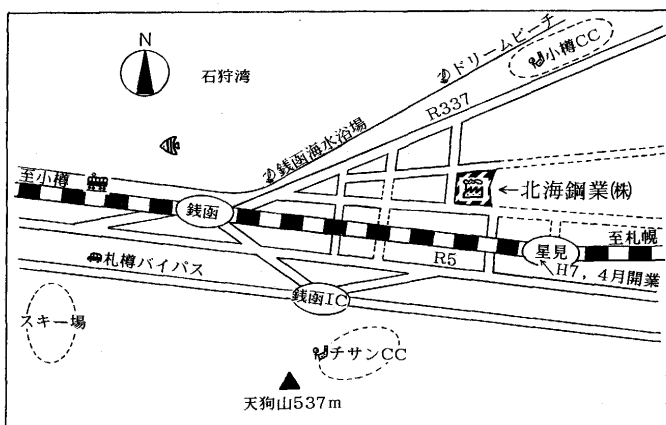 N
石狩湾
ドリームビーチ
小樽CC
R337
銭函海水浴場
至小樽
銭函
←北海鋼業(株)
至札幌
星見
R5
H7, 4月開業
札樽バイパス
銭函IC
スキー場
チサンCC
天狗山537m